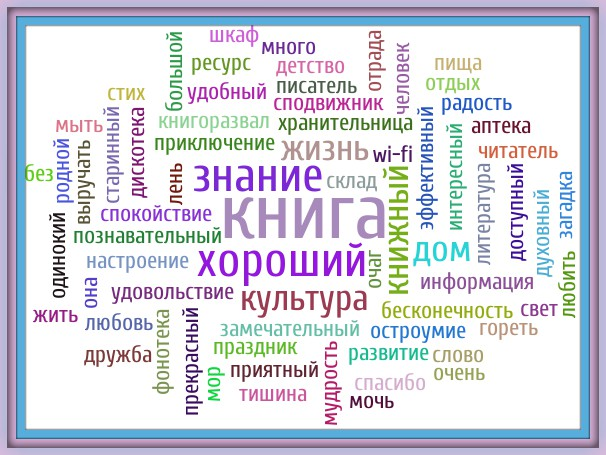 шкаф
много
большой
ресурс
детство
отрада
человек
пища
отдых
стих
удобный
писатель
сподвижник
радость
мыть
старинный
дискотека
книгоразвал
хранительница
эффективный
интересный
аптека
родной
выручать
приключение
жизнь
wi-fi
читатель
без
лень
знание
склад
книжный
литература
доступный
духовный
загадка
одинокий
спокойствие
книга
познавательный
хороший
очаг
дом
настроение
информация
любить
она
удовольствие
культура
бесконечность
свет
жить
любовь
фонотека
прекрасный
замечательный
остроумие
гореть
дружба
праздник
мудрость
развитие
слово
мор
приятный
очень
тишина
спасибо
мочь